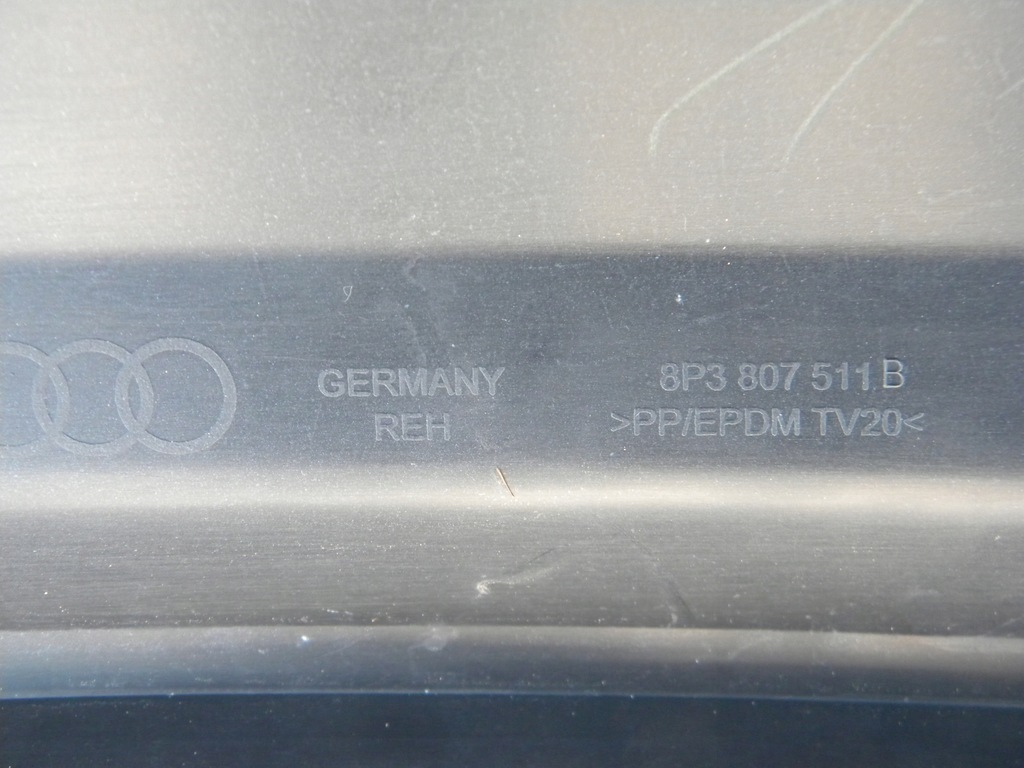 GERMANY 8P3 807 511 B
REH >PP/EPDM TV20<